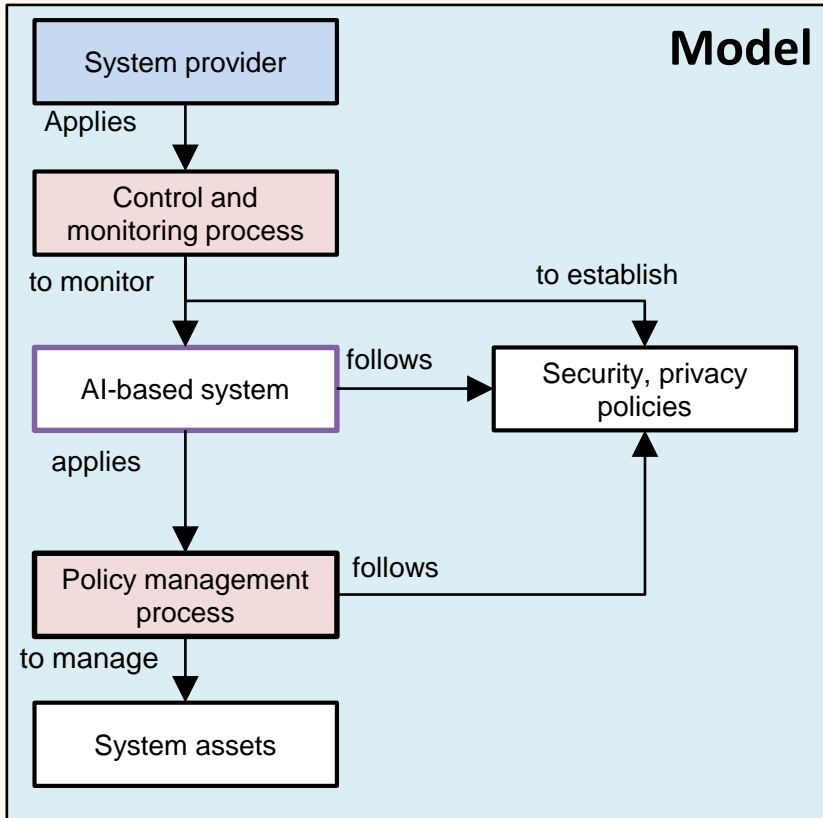 Model
System provider
Applies
Control and
monitoring process
to monitor
to establish
AI-based system
follows
Security, privacy
policies
applies
Policy management
process
follows
to manage
System assets